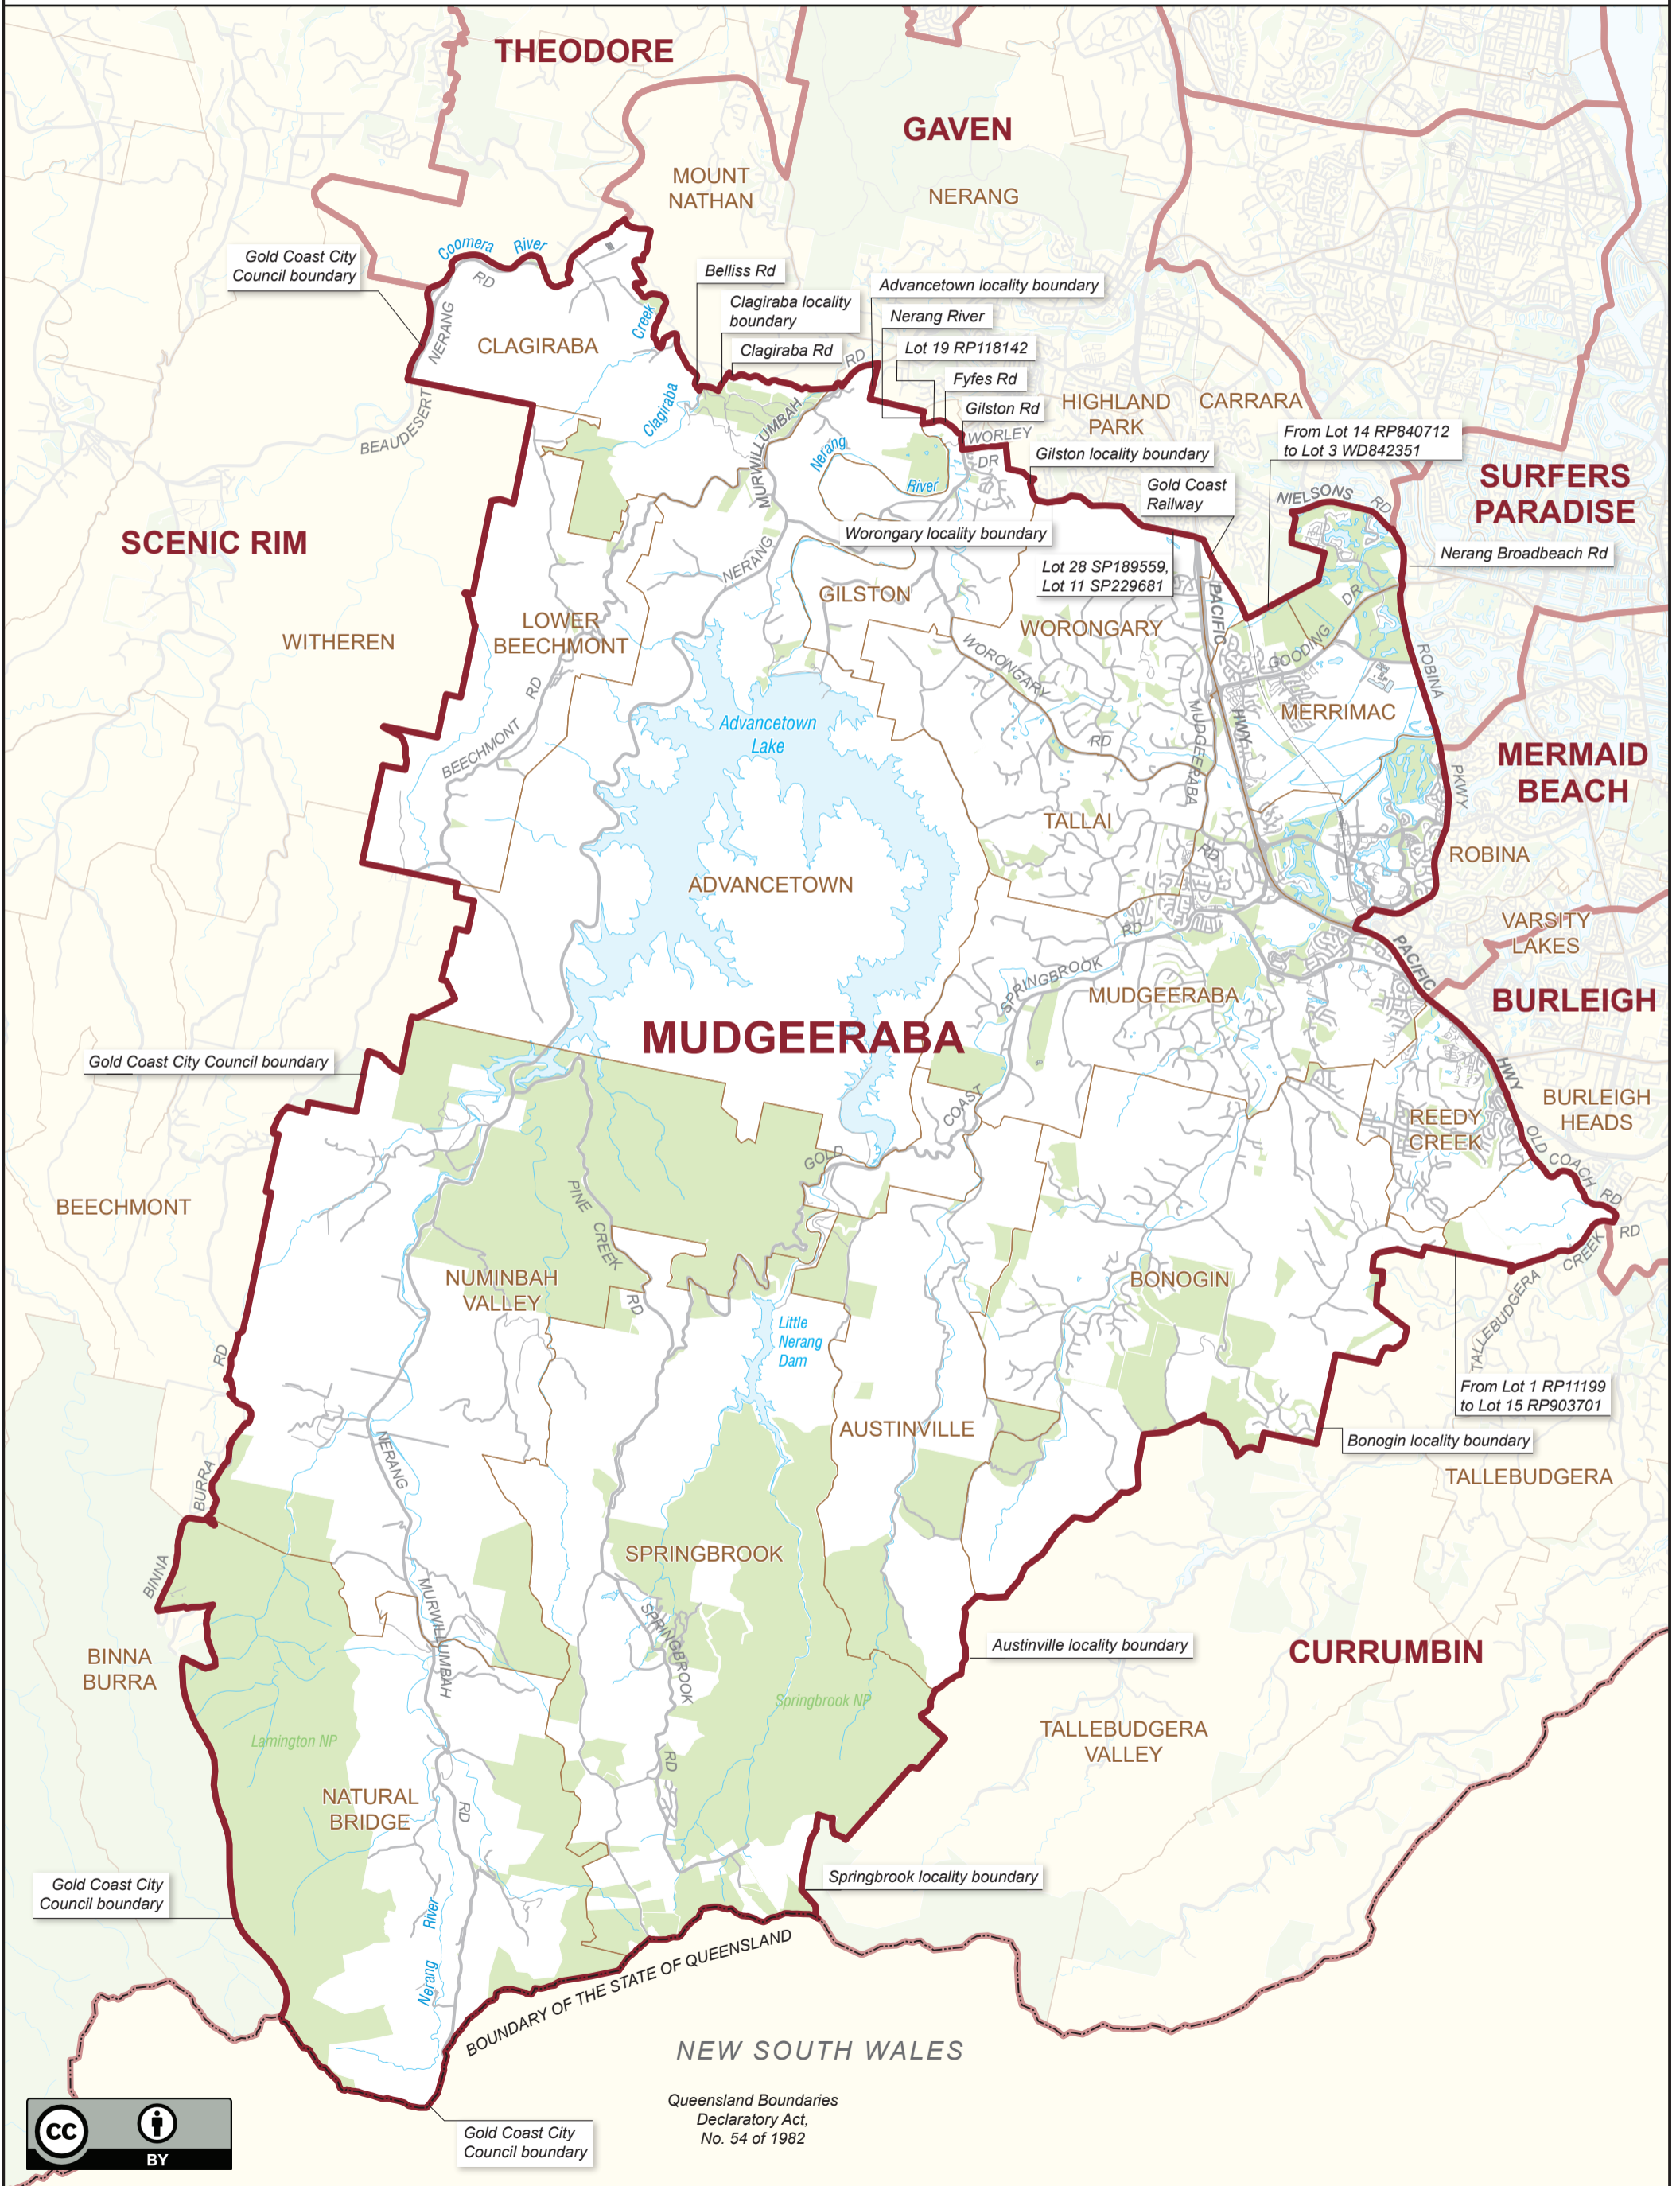 THEODORE
GAVEN
MOUNT
NATHAN
NERANG
Gold Coast City
Council boundary
Coomera River
RD
NERANG
CLAGIRABA
Creek
Clagiraba
Belliss Rd
Clagiraba locality
boundary
Clagiraba Rd
RD
Advancetown locality boundary
Nerang River
Lot 19 RP118142
Fyfes Rd
Gilston Rd
HIGHLAND
PARK
CARRARA
BEAUDESERT
MURWILLUMBAH
Nerang
River
WORLEY
DR
Gilston locality boundary
From Lot 14 RP840712
to Lot 3 WD842351
Gold Coast
Railway
NIELSONS RD
SURFERS
PARADISE
SCENIC RIM
Worongary locality boundary
Nerang Broadbeach Rd
NERANG
Lot 28 SP189559,
Lot 11 SP229681
GILSTON
PACIFIC
DR
LOWER
BEECHMONT
WITHEREN
WORONGARY
WORONGARY
GOODING
ROBINA
RD
MERRIMAC
Advancetown
Lake
MUDGEERABA
HWY
BEECHMONT
RD
MERMAID
BEACH
PKWY
TALLAI
RD
ROBINA
ADVANCETOWN
VARSITY
LAKES
RD
SPRINGBROOK
PACIFIC
MUDGEERABA
BURLEIGH
MUDGEERABA
Gold Coast City Council boundary
HWY
BURLEIGH
HEADS
COAST
REEDY
CREEK
OLD COACH RD
GOLD
PINE
CREEK
RD
BEECHMONT
RD
CREEK
TALLEBUDGERA
NUMINBAH
VALLEY
BONOGIN
Little
Nerang
Dam
RD
From Lot 1 RP11199
to Lot 15 RP903701
AUSTINVILLE
Bonogin locality boundary
NERANG
TALLEBUDGERA
BURRA
BINNA
SPRINGBROOK
MURWILLUMBAH
SPRINGBROOK
BINNA
BURRA
Austinville locality boundary
CURRUMBIN
Springbrook NP
TALLEBUDGERA
VALLEY
Lamington NP
RD
NATURAL
BRIDGE
RD
Gold Coast City
Council boundary
Springbrook locality boundary
River
Nerang
BOUNDARY OF THE STATE OF QUEENSLAND
NEW SOUTH WALES
Queensland Boundaries
Declaratory Act,
No. 54 of 1982
Gold Coast City
Council boundary
CC
BY